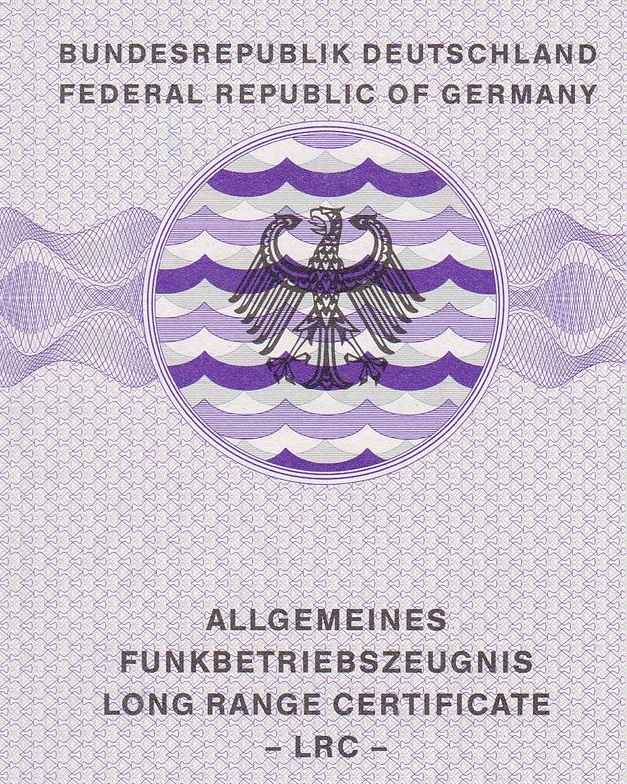 BUNDESREPUBLIK DEUTSCHLAND
FEDERAL REPUBLIC OF GERMANY
ALLGEMEINES
FUNKBETRIEBSZEUGNIS
LONG RANGE CERTIFICATE
– LRC –